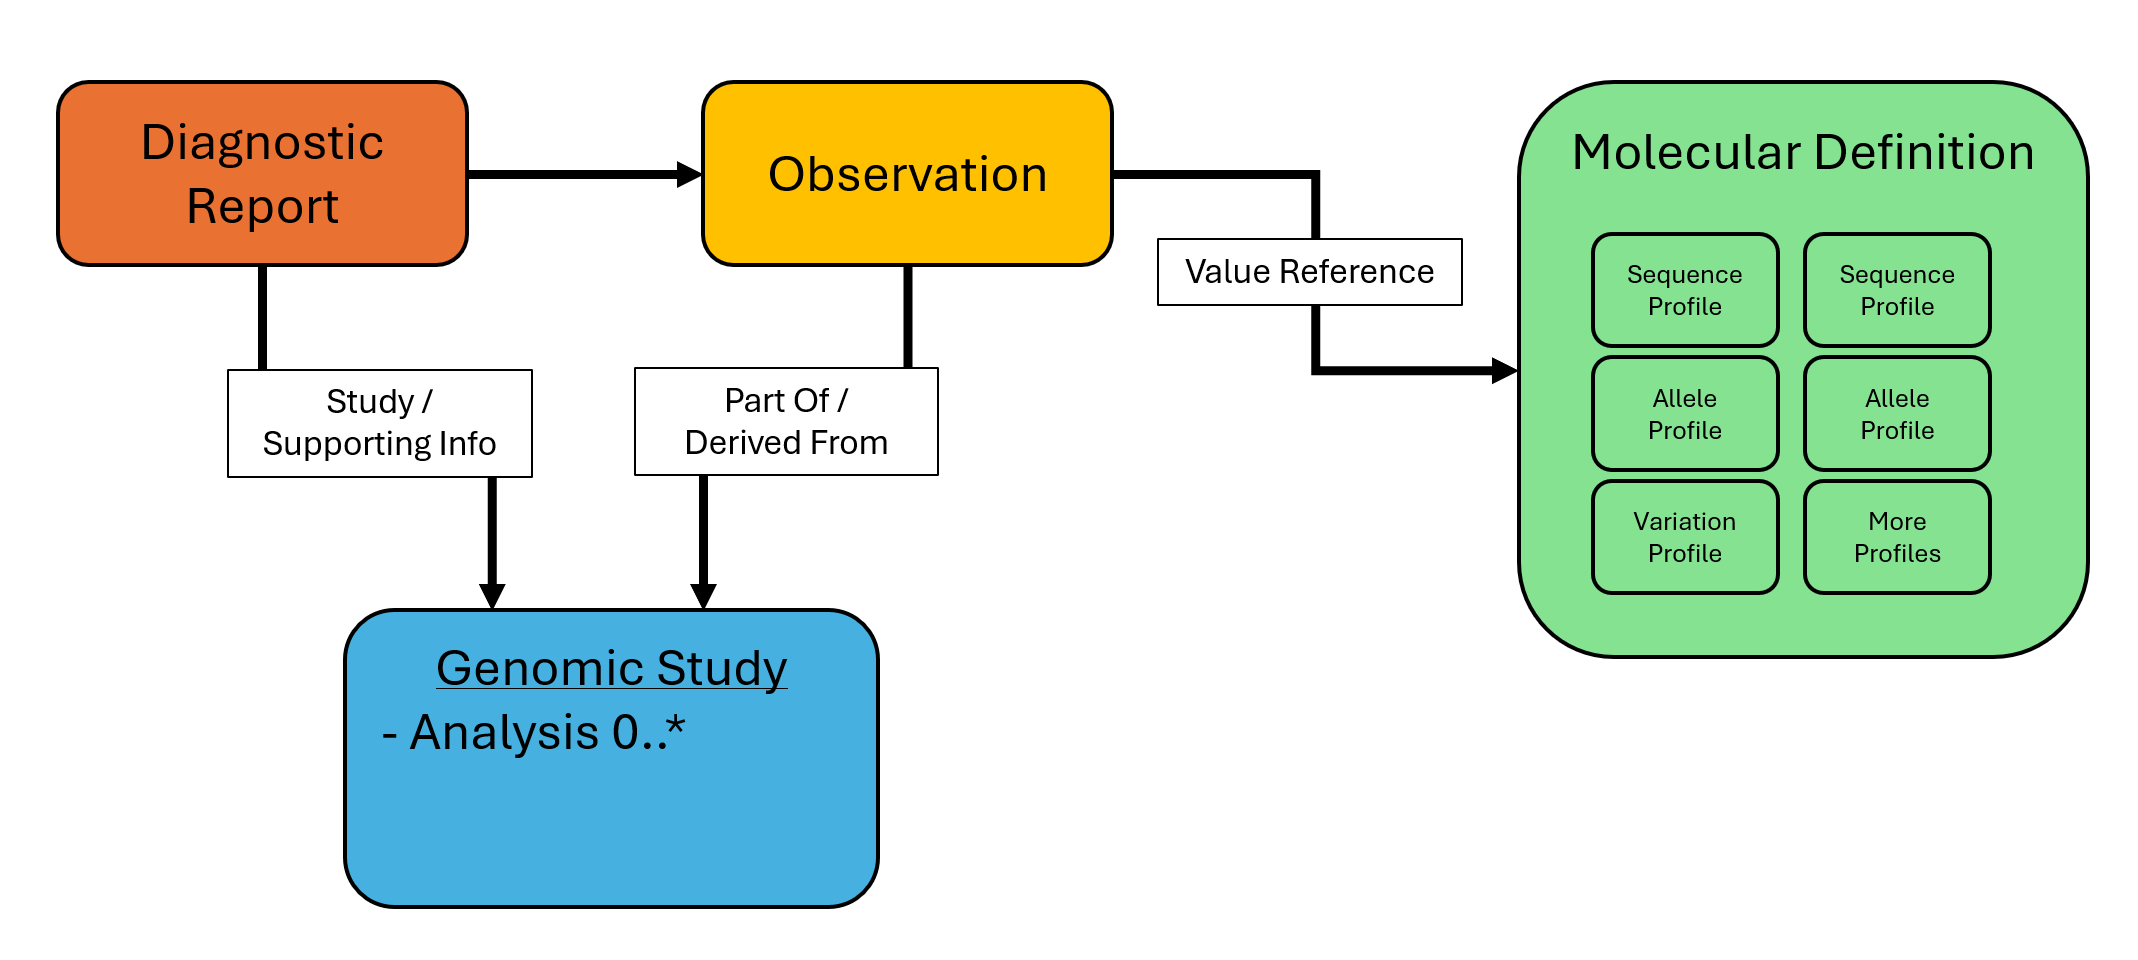 Diagnostic
Report
Observation
Molecular Definition
Value Reference
Sequence
Profile
Sequence
Profile
Allele
Profile
Allele
Profile
Variation
Profile
More
Profiles
Study /
Supporting Info
Part Of /
Derived From
Genomic Study
- Analysis 0..*